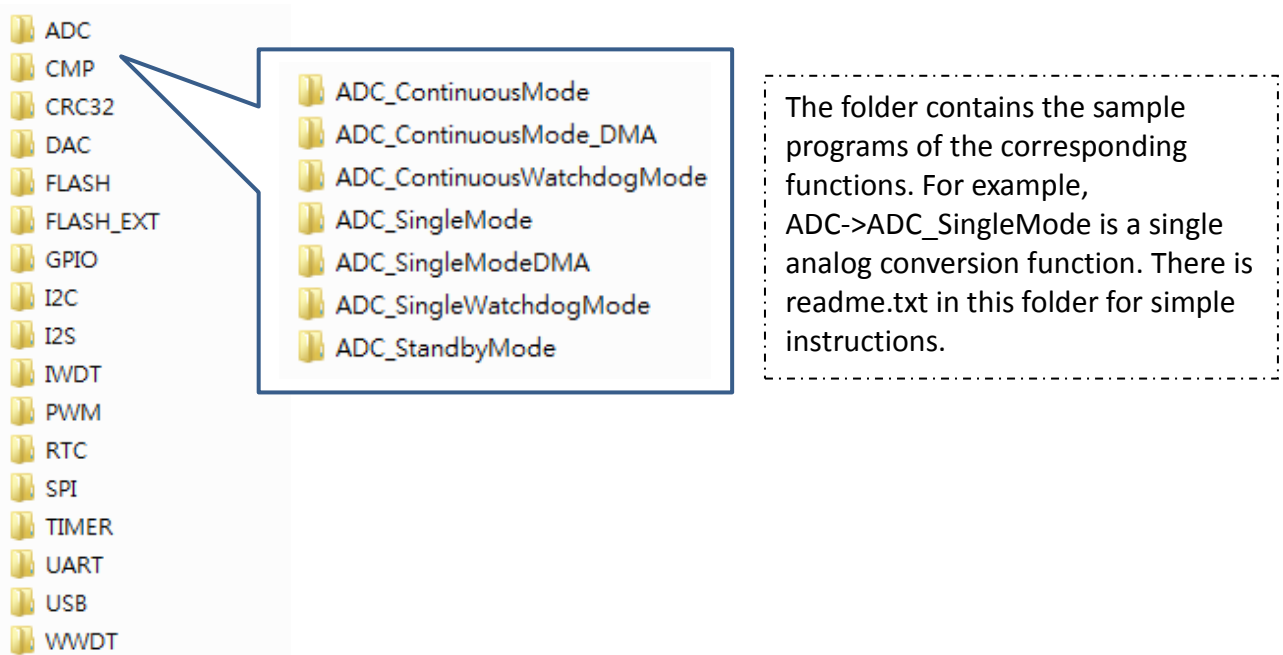 ADC
CMP
CRC32
DAC
FLASH
FLASH_EXT
GPIO
I2C
I2S
IWDT
PWM
RTC
SPI
TIMER
UART
USB
WWDT
ADC_ContinuousMode
ADC_ContinuousMode_DMA
ADC_ContinuousWatchdogMode
ADC_SingleMode
ADC_SingleModeDMA
ADC_SingleWatchdogMode
ADC_StandbyMode
The folder contains the sample
programs of the corresponding
functions. For example,
ADC->ADC_SingleMode is a single
analog conversion function. There is
readme.txt in this folder for simple
instructions.